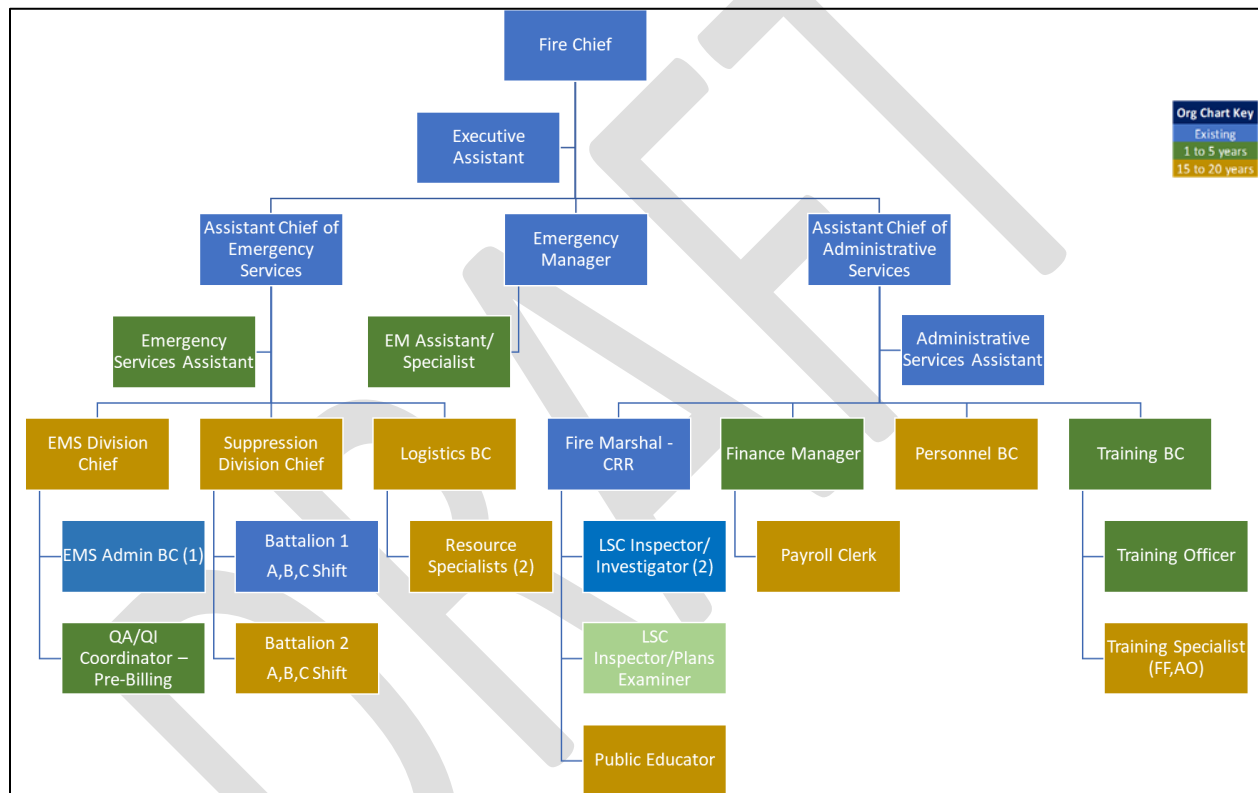 Fire Chief
Org Chart Key
Existing
1 to 5 years
15 to 20 years
Executive
Assistant
Assistant Chief of
Emergency
Services
Emergency
Manager
Assistant Chief
of Administrative
Services
Emergency
Services Assistant
EM Assistant/
Specialist
Administrative
Services Assistant
EMS Division
Chief
Suppression
Division Chief
Logistics BC
Fire Marshal -
CRR
Finance Manager
Personnel BC
Training BC
EMS Admin BC (1)
Battalion 1
A,B,C Shift
Resource
Specialists (2)
LSC Inspector/
Investigator (2)
Payroll Clerk
Training Officer
QA/QI
Coordinator –
Pre-Billing
Battalion 2
A,B,C Shift
LSC
Inspector/Plans
Examiner
Training Specialist
(FF,AO)
Public Educator
DRAFT